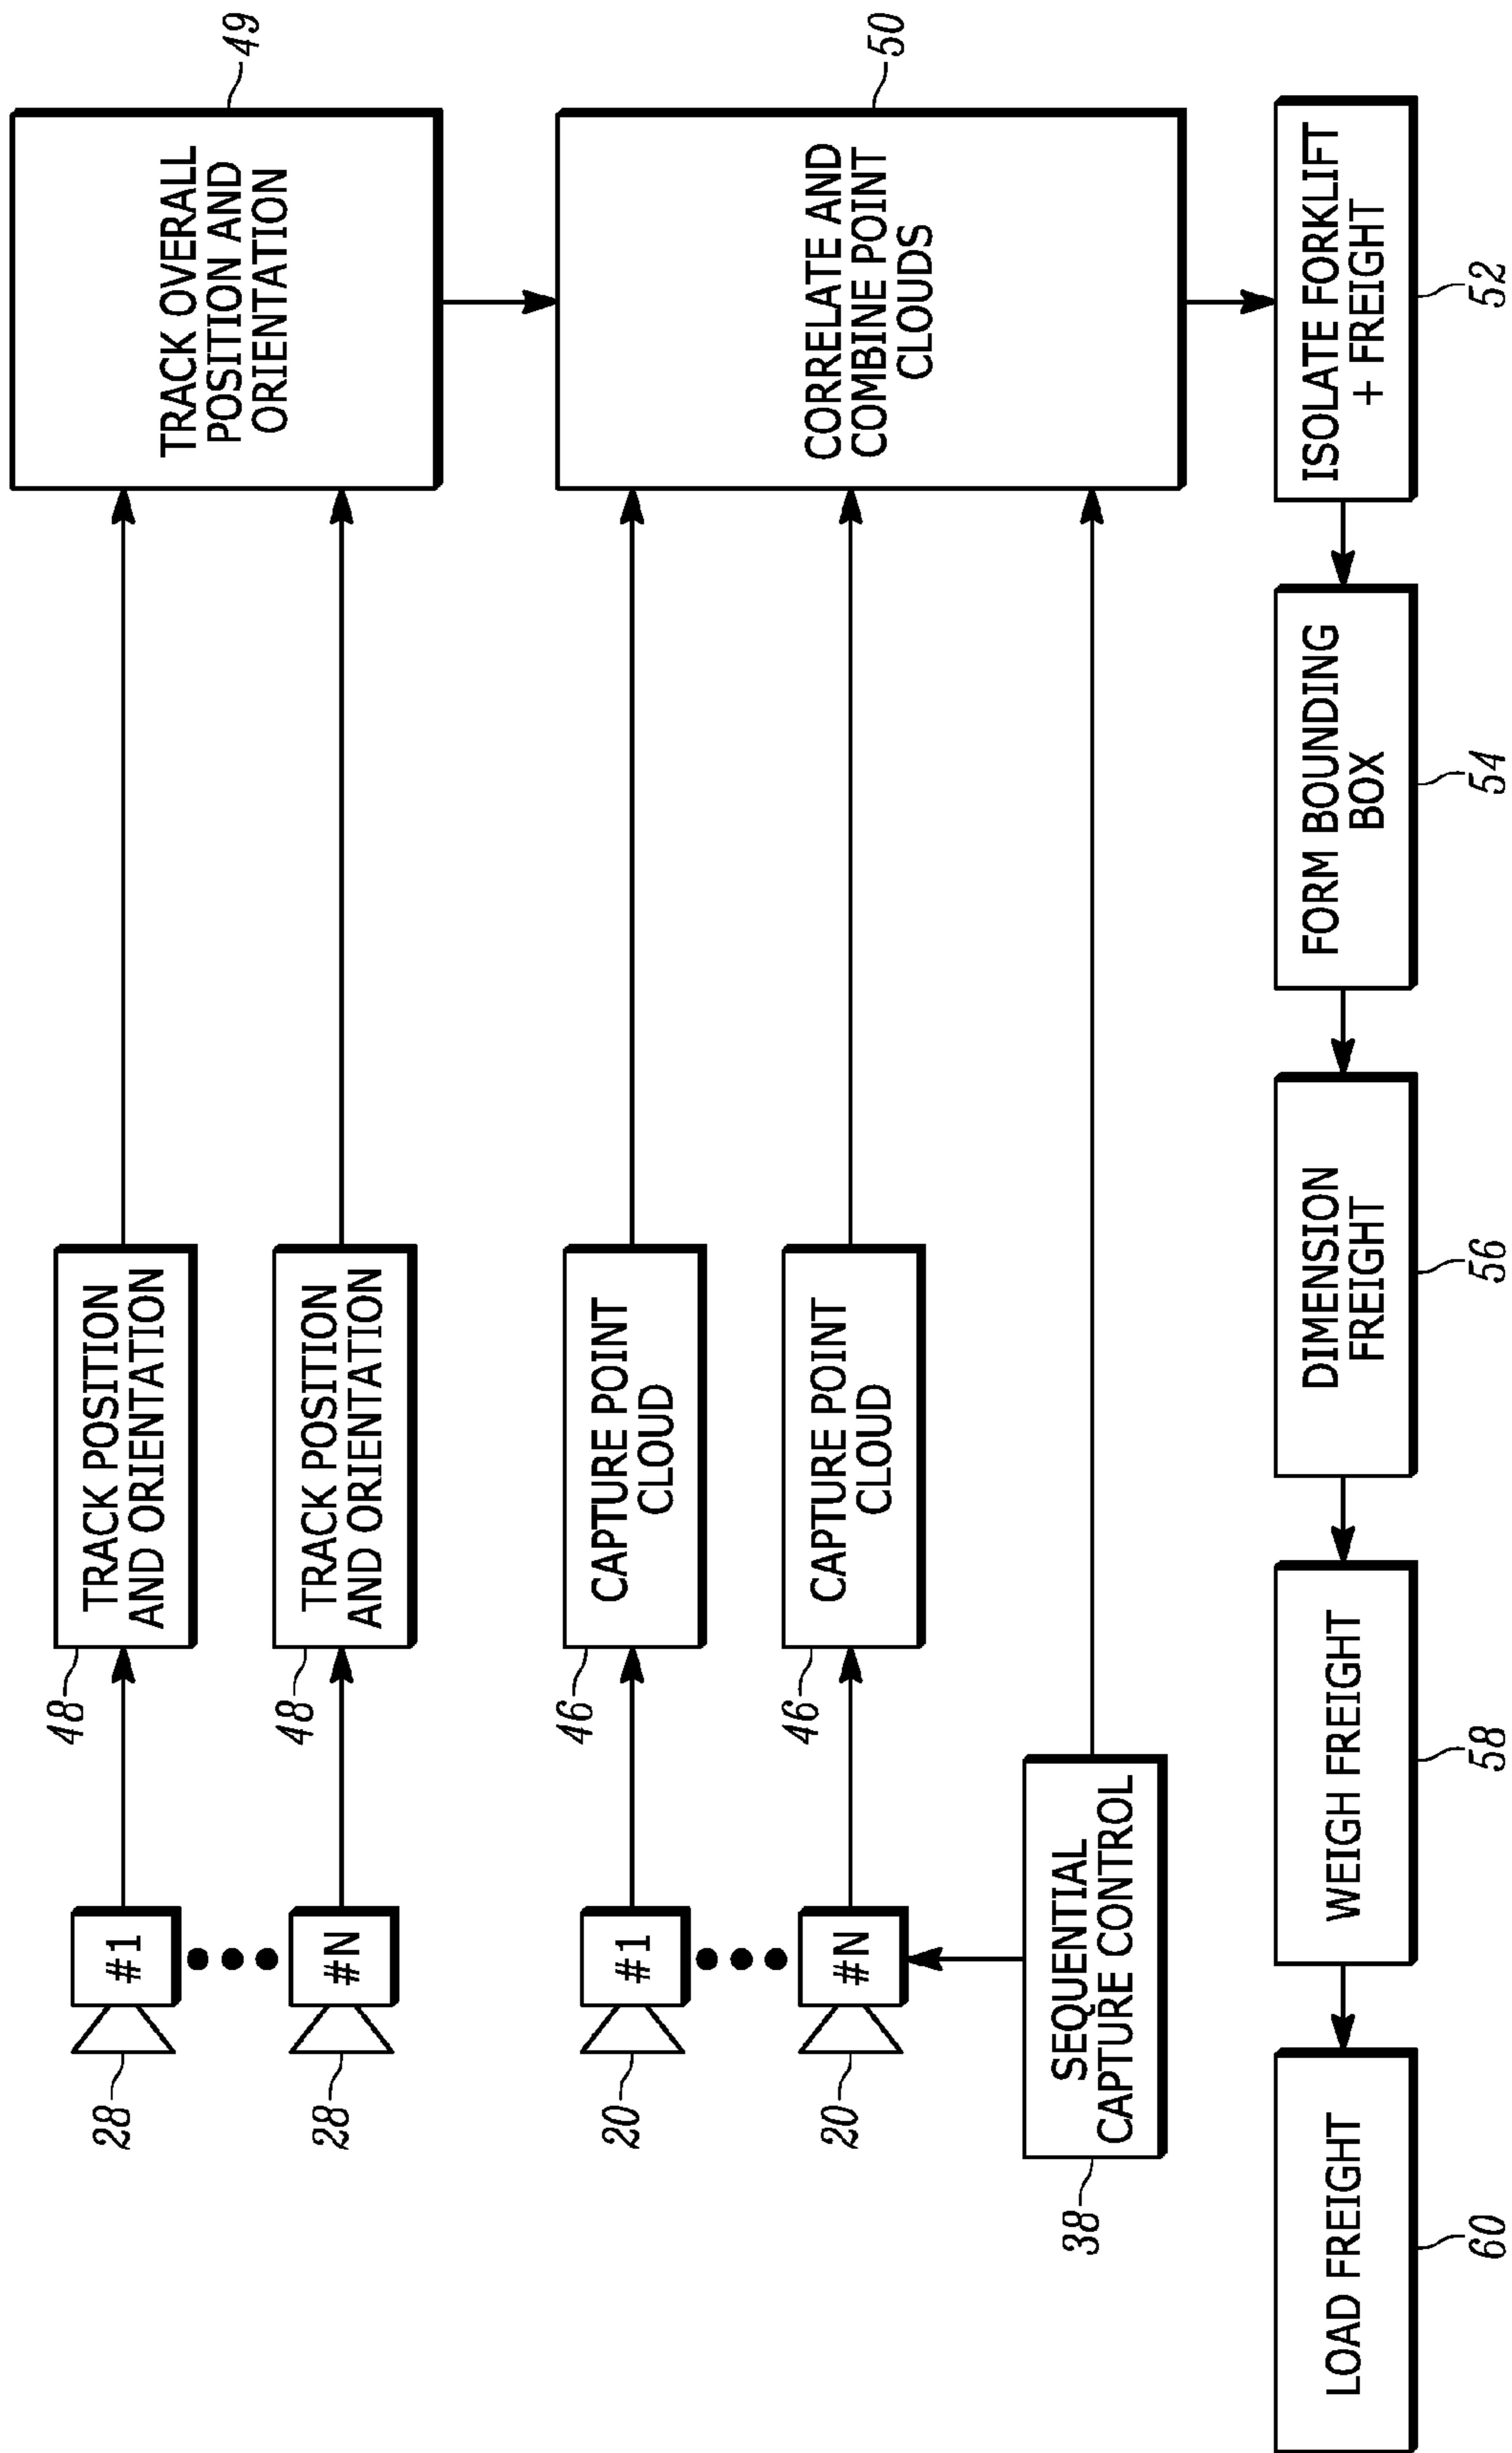 28
#1
48
TRACK POSITION
AND ORIENTATION
28
#N
48
TRACK POSITION
AND ORIENTATION
TRACK OVERALL
POSITION AND
ORIENTATION
49
20
#1
46
CAPTURE POINT
CLOUD
20
#N
46
CAPTURE POINT
CLOUD
38
SEQUENTIAL
CAPTURE CONTROL
CORRELATE AND
COMBINE POINT
CLOUDS
50
LOAD FREIGHT
60
WEIGH FREIGHT
58
DIMENSION
FREIGHT
56
FORM BOUNDING
BOX
54
ISOLATE FORKLIFT
+ FREIGHT
52